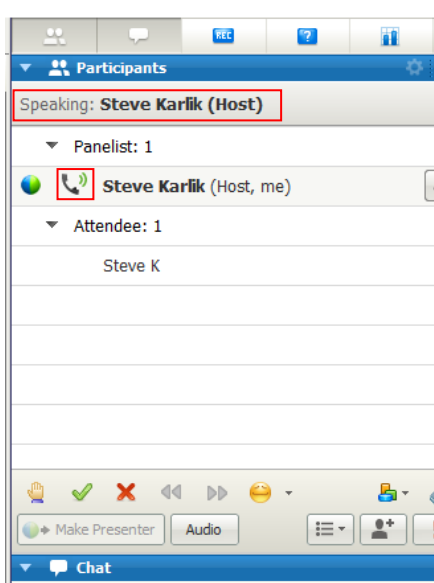 REC
?
Participants
Speaking: Steve Karlik (Host)
Panelist: 1
Steve Karlik (Host, me)
Attendee: 1
Steve K
Make Presenter Audio
Chat